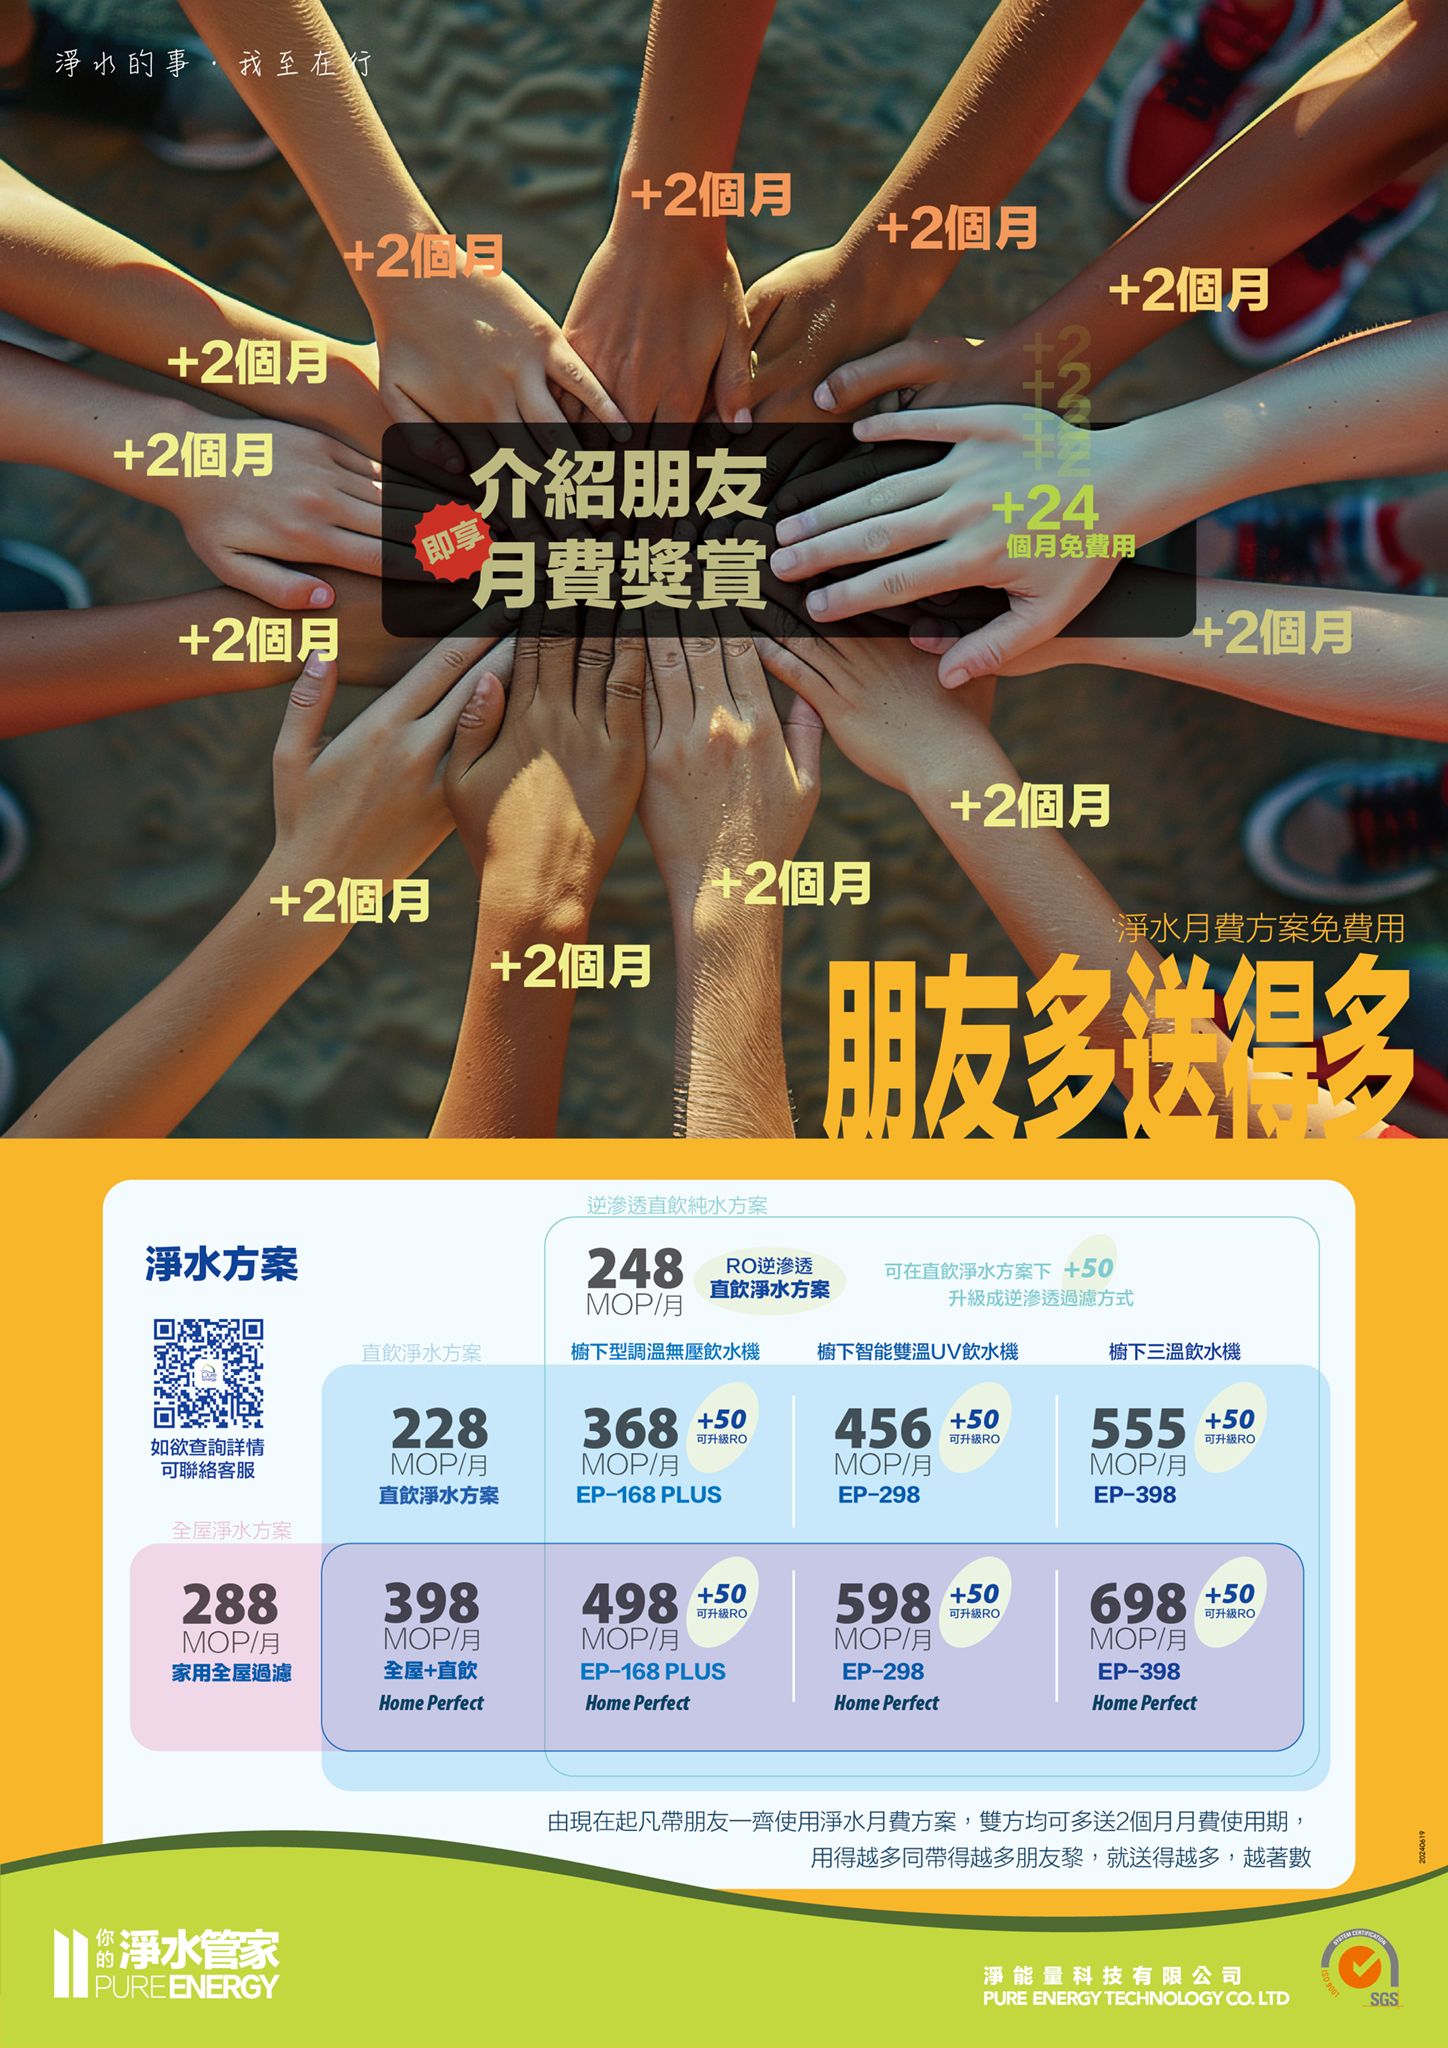 淨水的事·我至在行
+2個月
+2個月
+2個月
+2個月
+2個月
+2個月
+2
+2
+2
+2
+24
個月免費用
介紹朋友
即享
月費獎賞
+2個月
+2個月
+2個月
+2個月
+2個月
+2個月
淨水月費方案免費用
朋友多送得多
逆滲透直飲純水方案
淨水方案
248
MOP/月
RO逆滲透
直飲淨水方案
可在直飲淨水方案下 +50
升級成逆滲透過濾方式
如欲查詢詳情
可聯絡客服
直飲淨水方案
櫥下型調溫無壓飲水機
櫥下智能雙溫UV飲水機
櫥下三溫飲水機
228
MOP/月
直飲淨水方案
368
MOP/月
+50
可升級RO
EP-168 PLUS
456
MOP/月
+50
可升級RO
EP-298
555
MOP/月
+50
可升級RO
EP-398
全屋淨水方案
288
MOP/月
家用全屋過濾
398
MOP/月
全屋+直飲
Home Perfect
498
MOP/月
+50
可升級RO
EP-168 PLUS
Home Perfect
598
MOP/月
+50
可升級RO
EP-298
Home Perfect
698
MOP/月
+50
可升級RO
EP-398
Home Perfect
由現在起凡帶朋友一齊使用淨水月費方案，雙方均可多送2個月月費使用期，
用得越多同帶得越多朋友黎，就送得越多，越著數
20240619
你的淨水管家
PURE ENERGY
淨能量科技有限公司
PURE ENERGY TECHNOLOGY CO. LTD
SYSTEM CERTIFICATION
ISO 9001
SGS